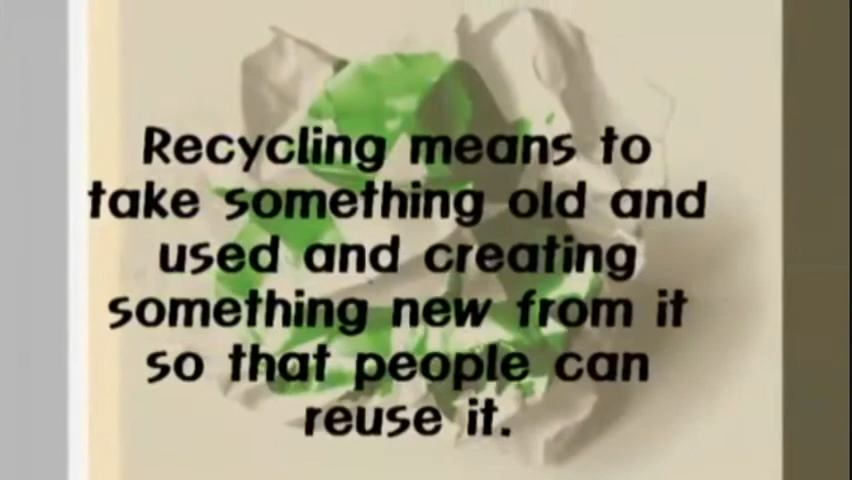 Recycling means to
take something old and
used and creating
something new from it
so that people can
reuse it.